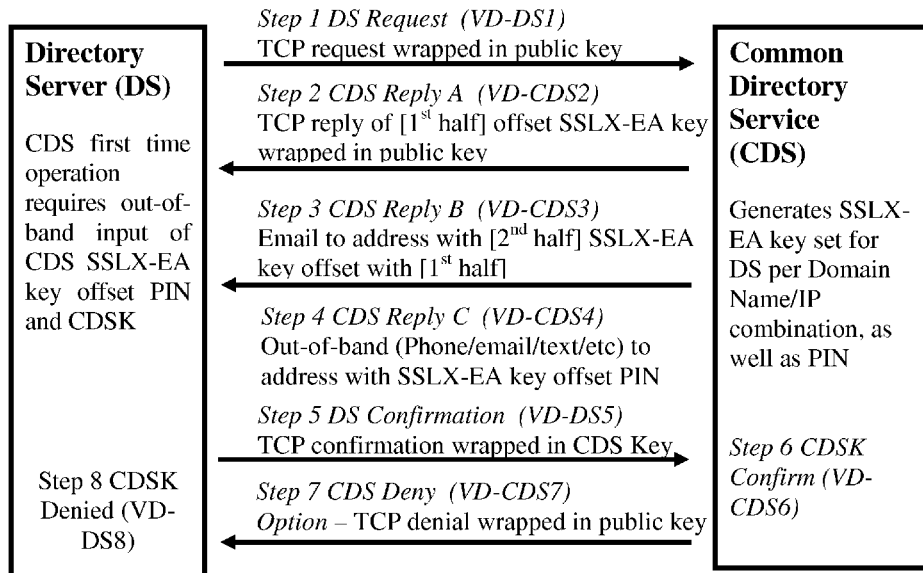 Directory
Server (DS)
CDS first time
operation
requires out-of-
band input of
CDS SSLX-EA
key offset PIN
and CDSK
Step 8 CDSK
Denied (VD-
DS8)
Step 1 DS Request (VD-DS1)
TCP request wrapped in public key
Step 2 CDS Reply A (VD-CDS2)
TCP reply of [1st half] offset SSLX-EA key
wrapped in public key
Step 3 CDS Reply B (VD-CDS3)
Email to address with [2nd half] SSLX-EA
key offset with [1st half]
Step 4 CDS Reply C (VD-CDS4)
Out-of-band (Phone/email/text/etc) to
address with SSLX-EA key offset PIN
Step 5 DS Confirmation (VD-DS5)
TCP confirmation wrapped in CDS Key
Step 7 CDS Deny (VD-CDS7)
Option – TCP denial wrapped in public key
Common
Directory
Service
(CDS)
Generates SSLX-
EA key set for
DS per Domain
Name/IP
combination, as
well as PIN
Step 6 CDSK
Confirm (VD-
CDS6)